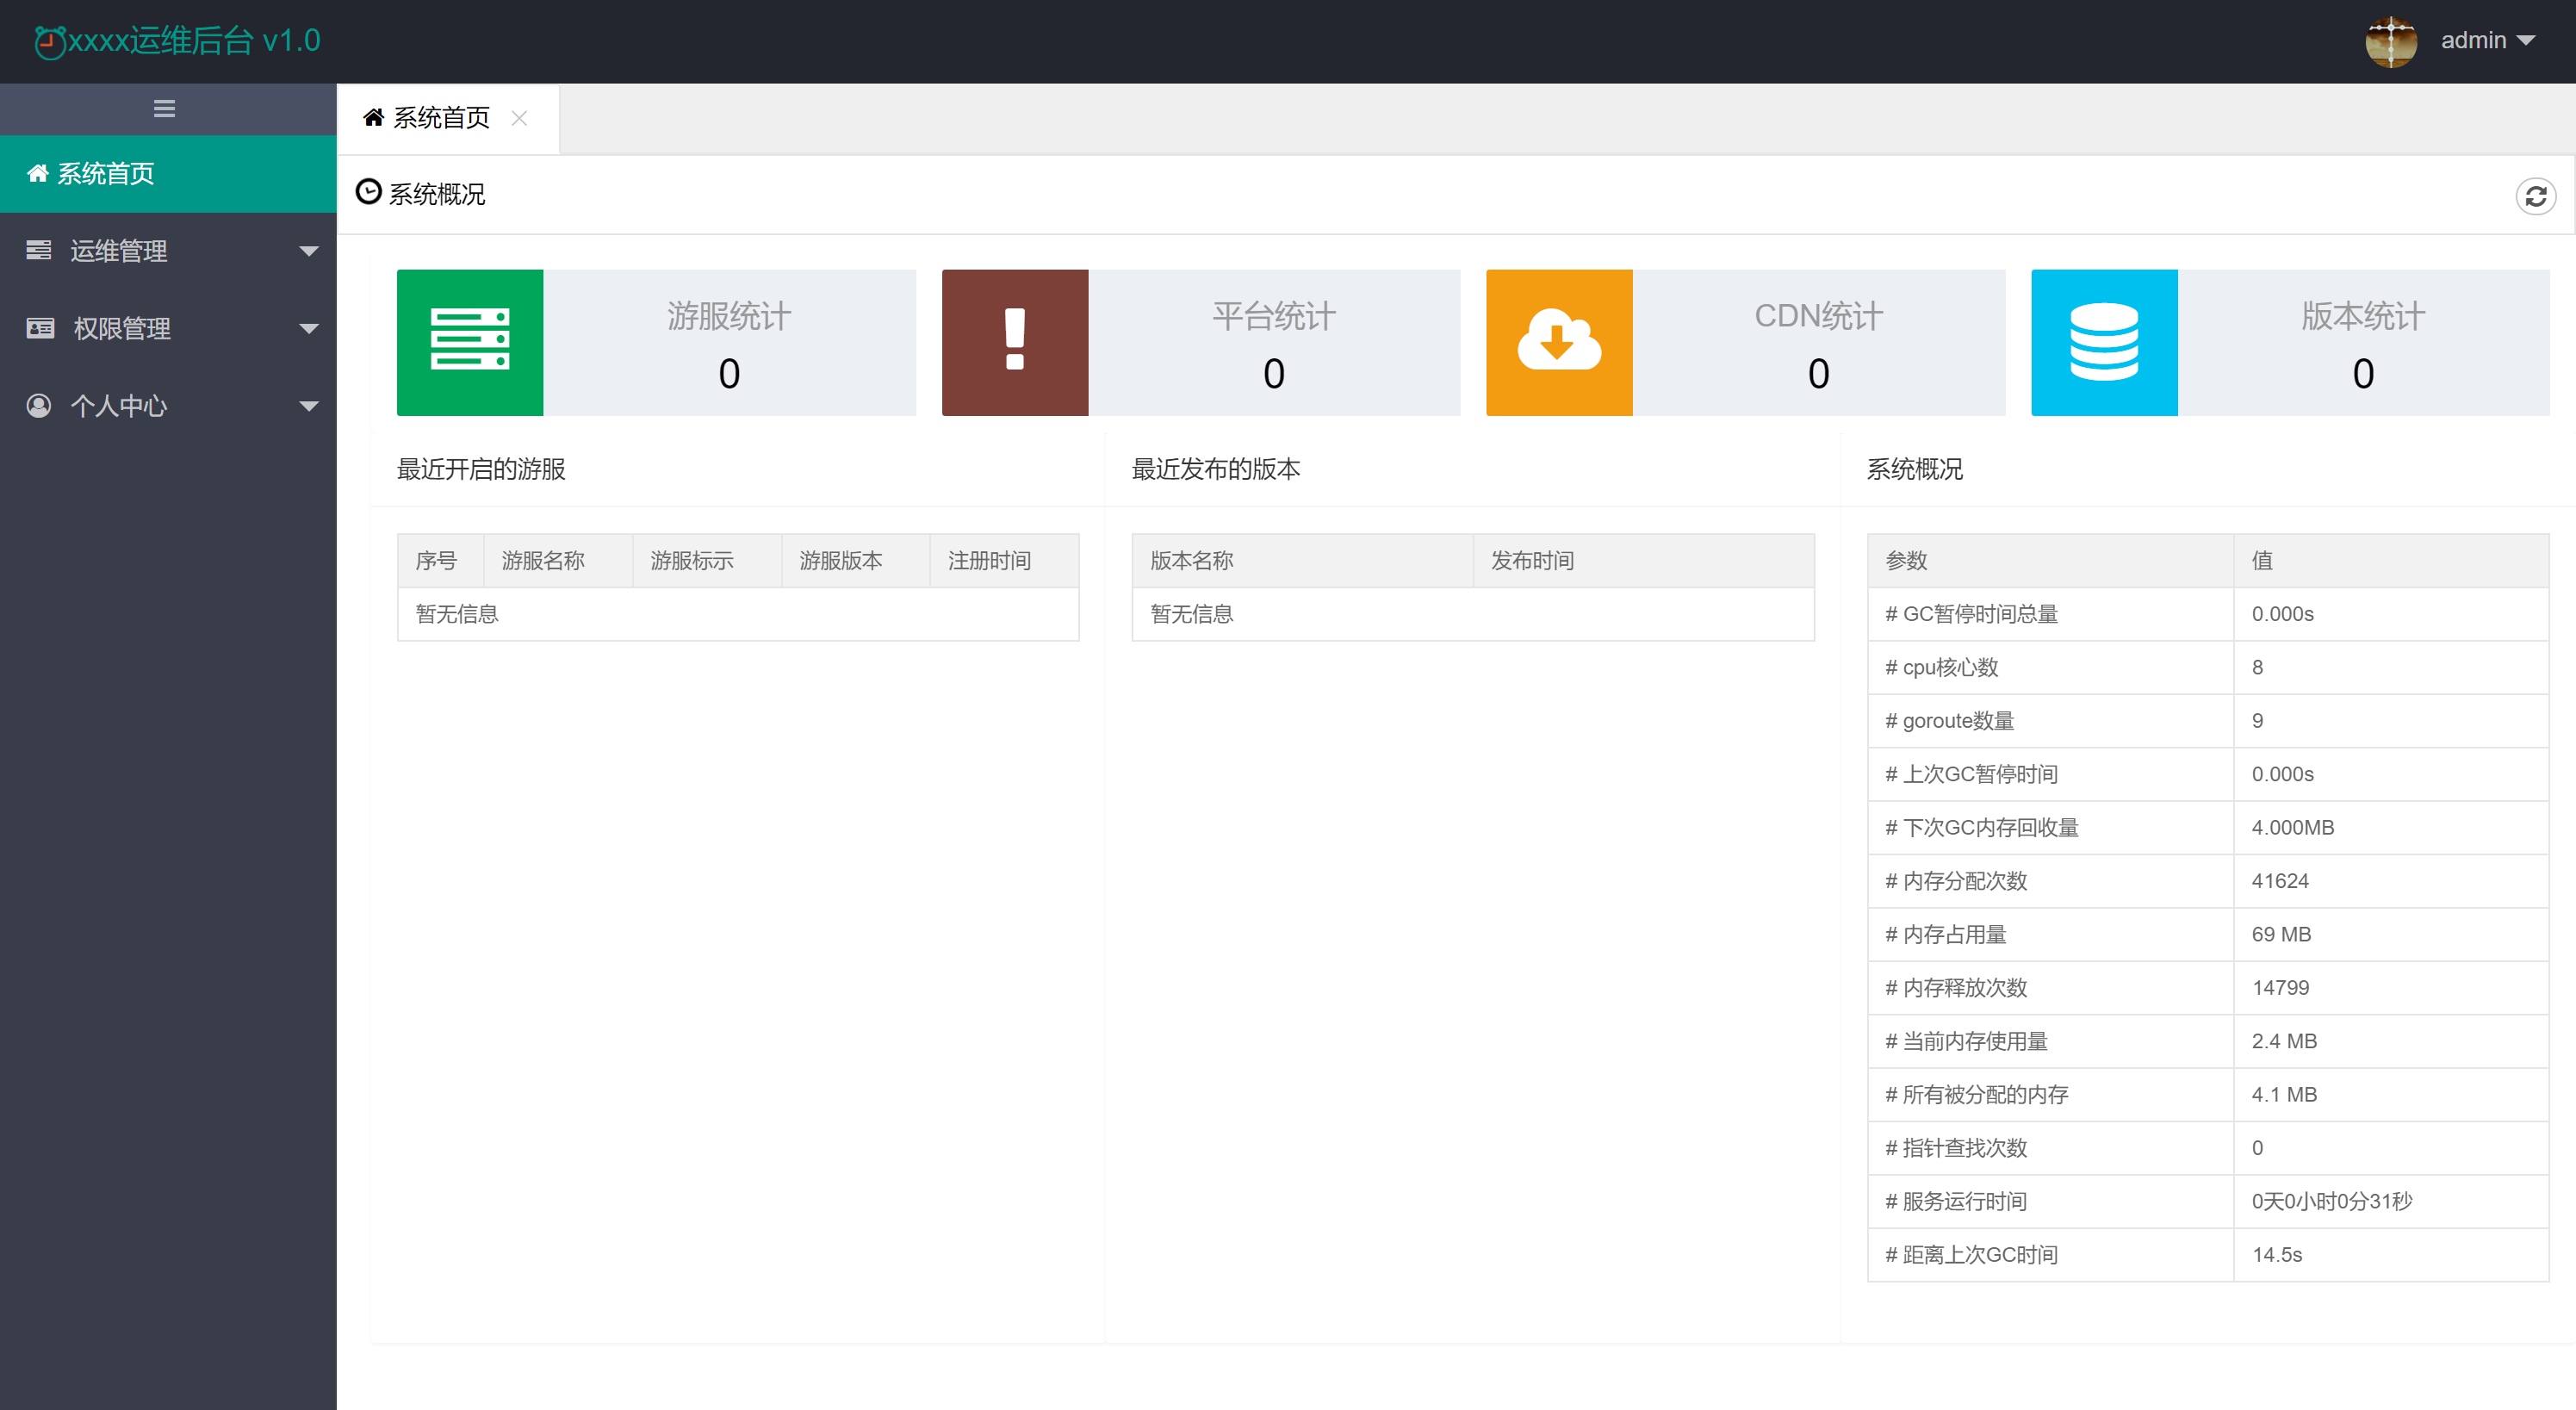 xxxx运维后台 v1.0
admin
系统首页
系统首页
运维管理
权限管理
个人中心
系统概况
游服统计
0
平台统计
0
CDN统计
0
版本统计
0
最近开启的游服
序号 游服名称 游服标示 游服版本 注册时间
暂无信息
最近发布的版本
版本名称 发布时间
暂无信息
系统概况
参数 值
# GC暂停时间总量 0.000s
# cpu核心数 8
# goroute数量 9
# 上次GC暂停时间 0.000s
# 下次GC内存回收量 4.000MB
# 内存分配次数 41624
# 内存占用量 69 MB
# 内存释放次数 14799
# 当前内存使用量 2.4 MB
# 所有被分配的内存 4.1 MB
# 指针查找次数 0
# 服务运行时间 0天0小时0分31秒
# 距离上次GC时间 14.5s